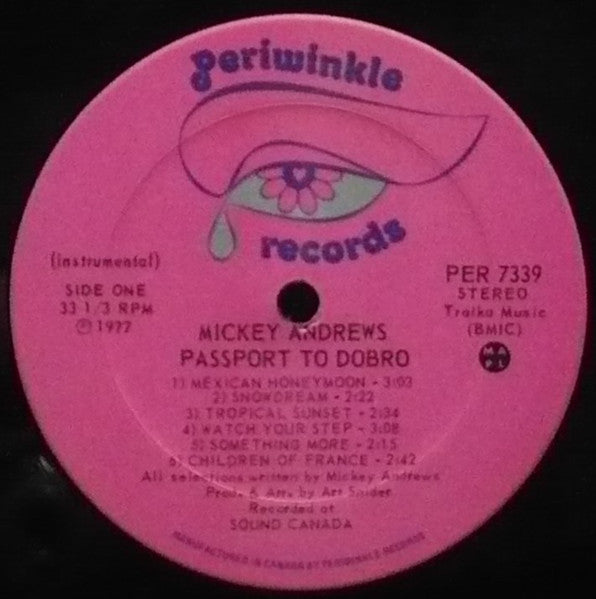 periwinkle
records
(instrumental)
SIDE ONE
33 1/3 RPM
℗ 1977
PER 7339
STEREO
Troika Music
(BMIC)
MA
PL
MICKEY ANDREWS
PASSPORT TO DOBRO
1) MEXICAN HONEYMOON - 3:03
2) SNOWDREAM - 2:22
3) TROPICAL SUNSET - 2:34
4) WATCH YOUR STEP - 3:08
5) SOMETHING MORE - 2:15
6) CHILDREN OF FRANCE - 2:42
All selections written by Mickey Andrews
Prod. & Arr. by Art Snider
Recorded at
SOUND CANADA
MANUFACTURED IN CANADA BY PERIWINKLE RECORDS